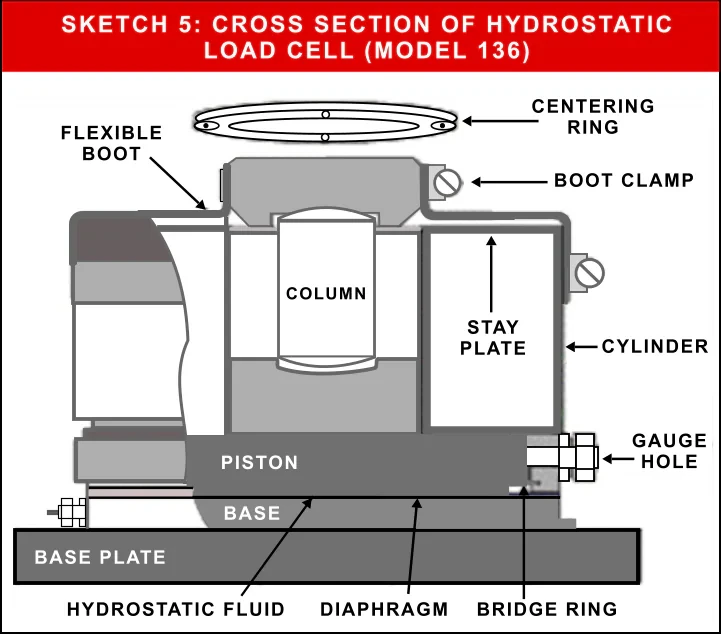 SKETCH 5: CROSS SECTION OF HYDROSTATIC
LOAD CELL (MODEL 136)
CENTERING
RING
FLEXIBLE
BOOT
BOOT CLAMP
COLUMN
STAY
PLATE
CYLINDER
GAUGE
HOLE
PISTON
BASE
BASE PLATE
HYDROSTATIC FLUID
DIAPHRAGM
BRIDGE RING